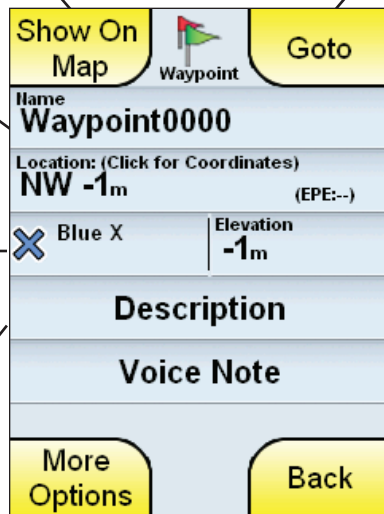 Show On
Map
Waypoint
Goto
Name
Waypoint0000
Location: (Click for Coordinates)
NW -1m
(EPE:--)
Blue X
Elevation
-1m
Description
Voice Note
More
Options
Back